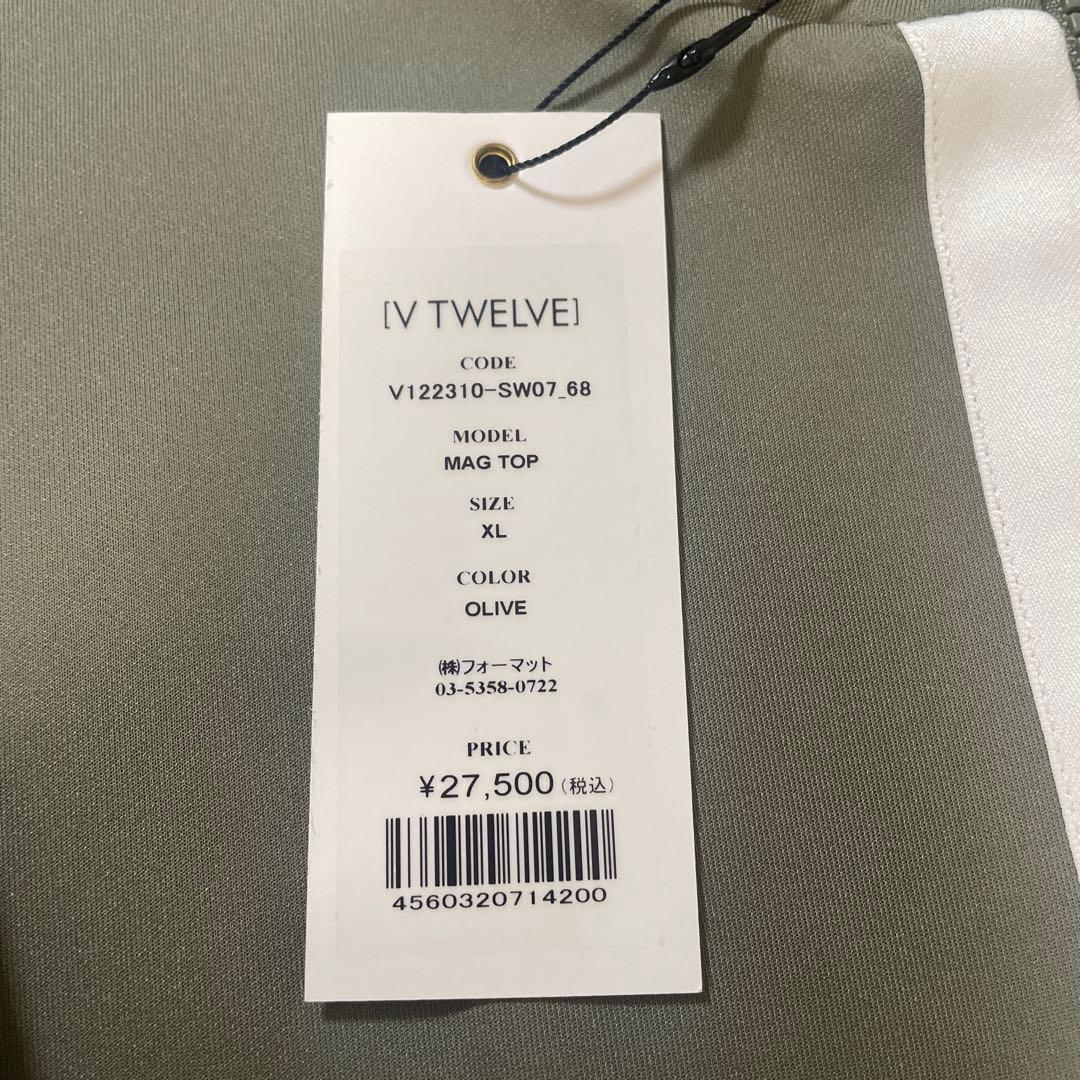 [V TWELVE]
CODE
V122310-SW07_68
MODEL
MAG TOP
SIZE
XL
COLOR
OLIVE
㈱フォーマット
03-5358-0722
PRICE
¥27,500(税込)
4560320714200